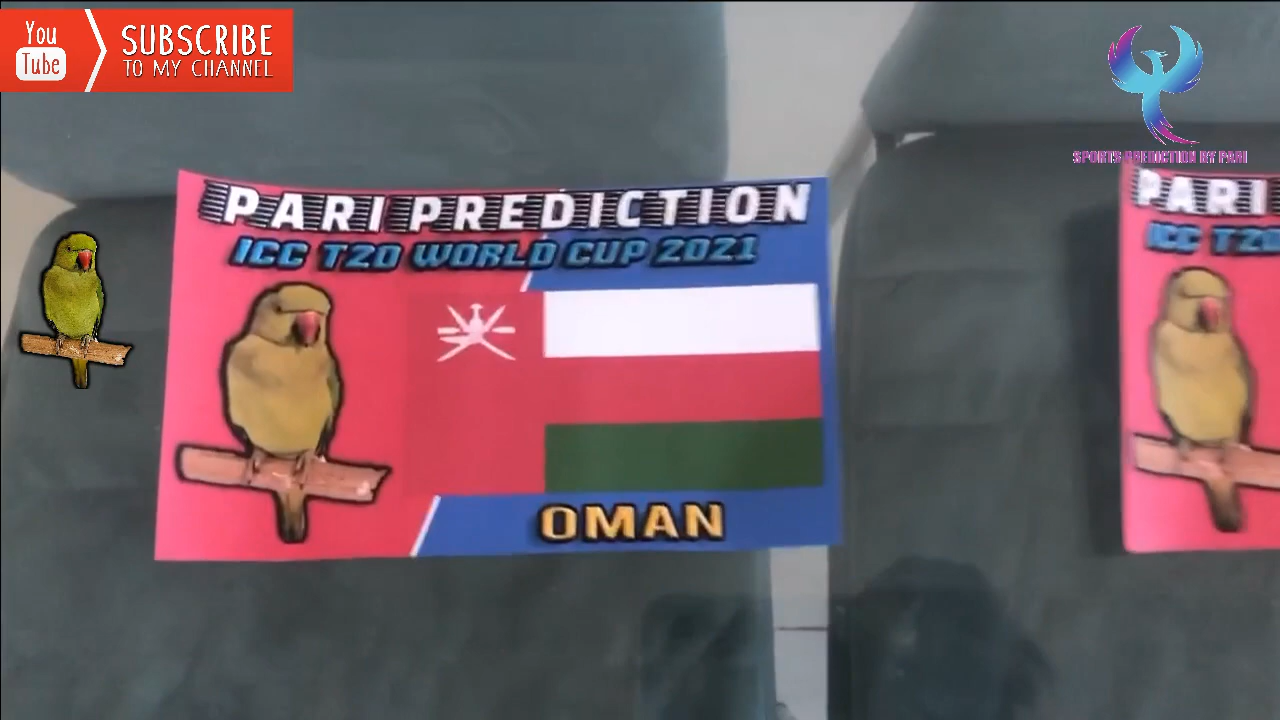 You
Tube
SUBSCRIBE
TO MY CHANNEL
SPORTS PREDICTION BY PARI
PARI PREDICTION
ICC T20 WORLD CUP 2021
OMAN
PARI
ICC T20